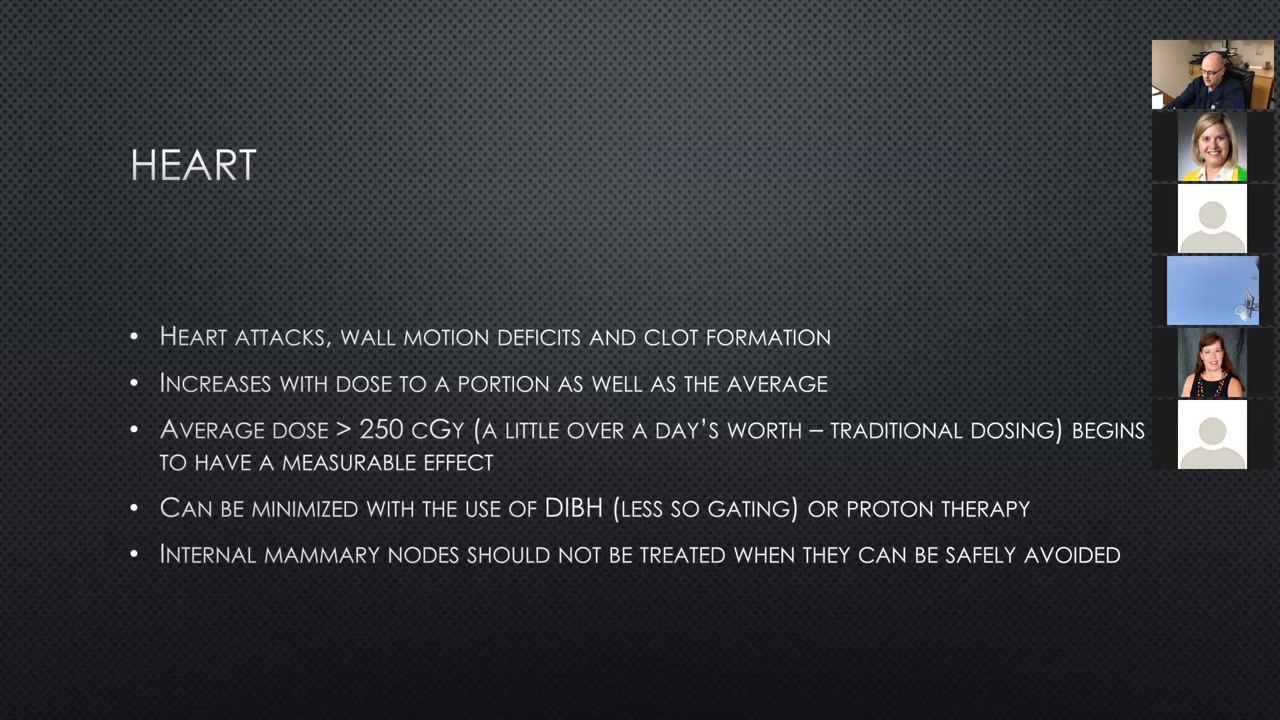 HEART
• HEART ATTACKS, WALL MOTION DEFICITS AND CLOT FORMATION
• INCREASES WITH DOSE TO A PORTION AS WELL AS THE AVERAGE
• AVERAGE DOSE > 250 CGY (A LITTLE OVER A DAY'S WORTH – TRADITIONAL DOSING) BEGINS
TO HAVE A MEASURABLE EFFECT
• CAN BE MINIMIZED WITH THE USE OF DIBH (LESS SO GATING) OR PROTON THERAPY
• INTERNAL MAMMARY NODES SHOULD NOT BE TREATED WHEN THEY CAN BE SAFELY AVOIDED